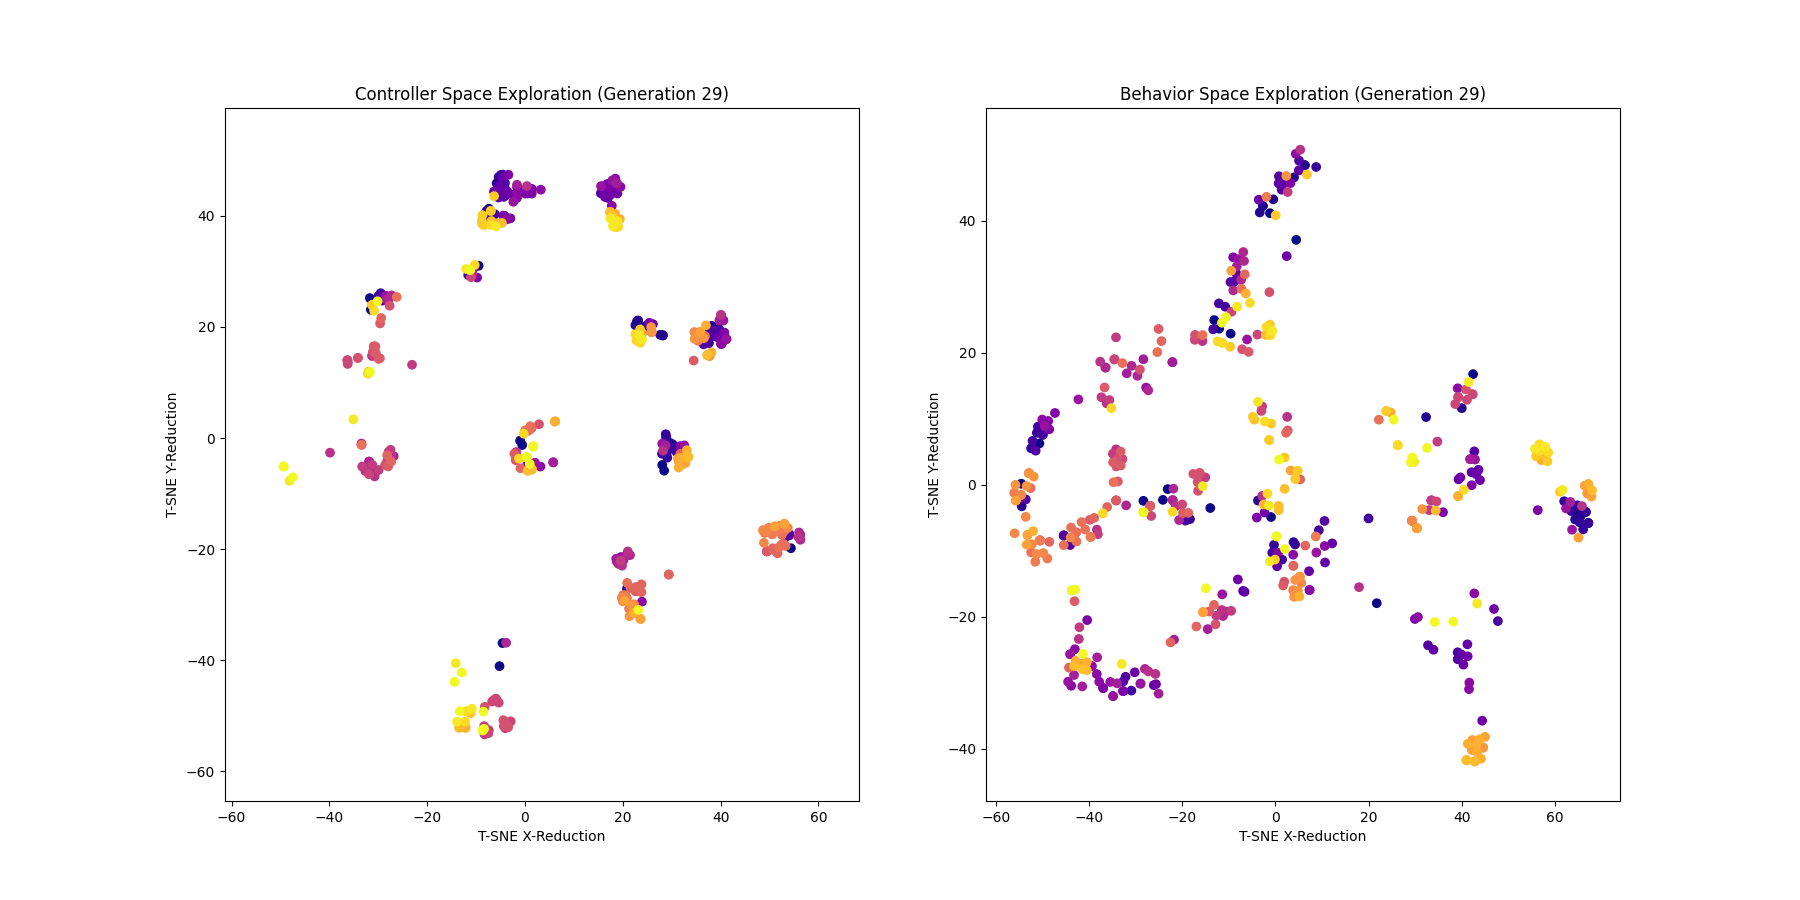 Controller Space Exploration (Generation 29)
T-SNE Y-Reduction
40
20
0
−20
−40
−60
−60 −40 −20 0 20 40 60
T-SNE X-Reduction
Behavior Space Exploration (Generation 29)
T-SNE Y-Reduction
40
20
0
−20
−40
−60 −40 −20 0 20 40 60
T-SNE X-Reduction